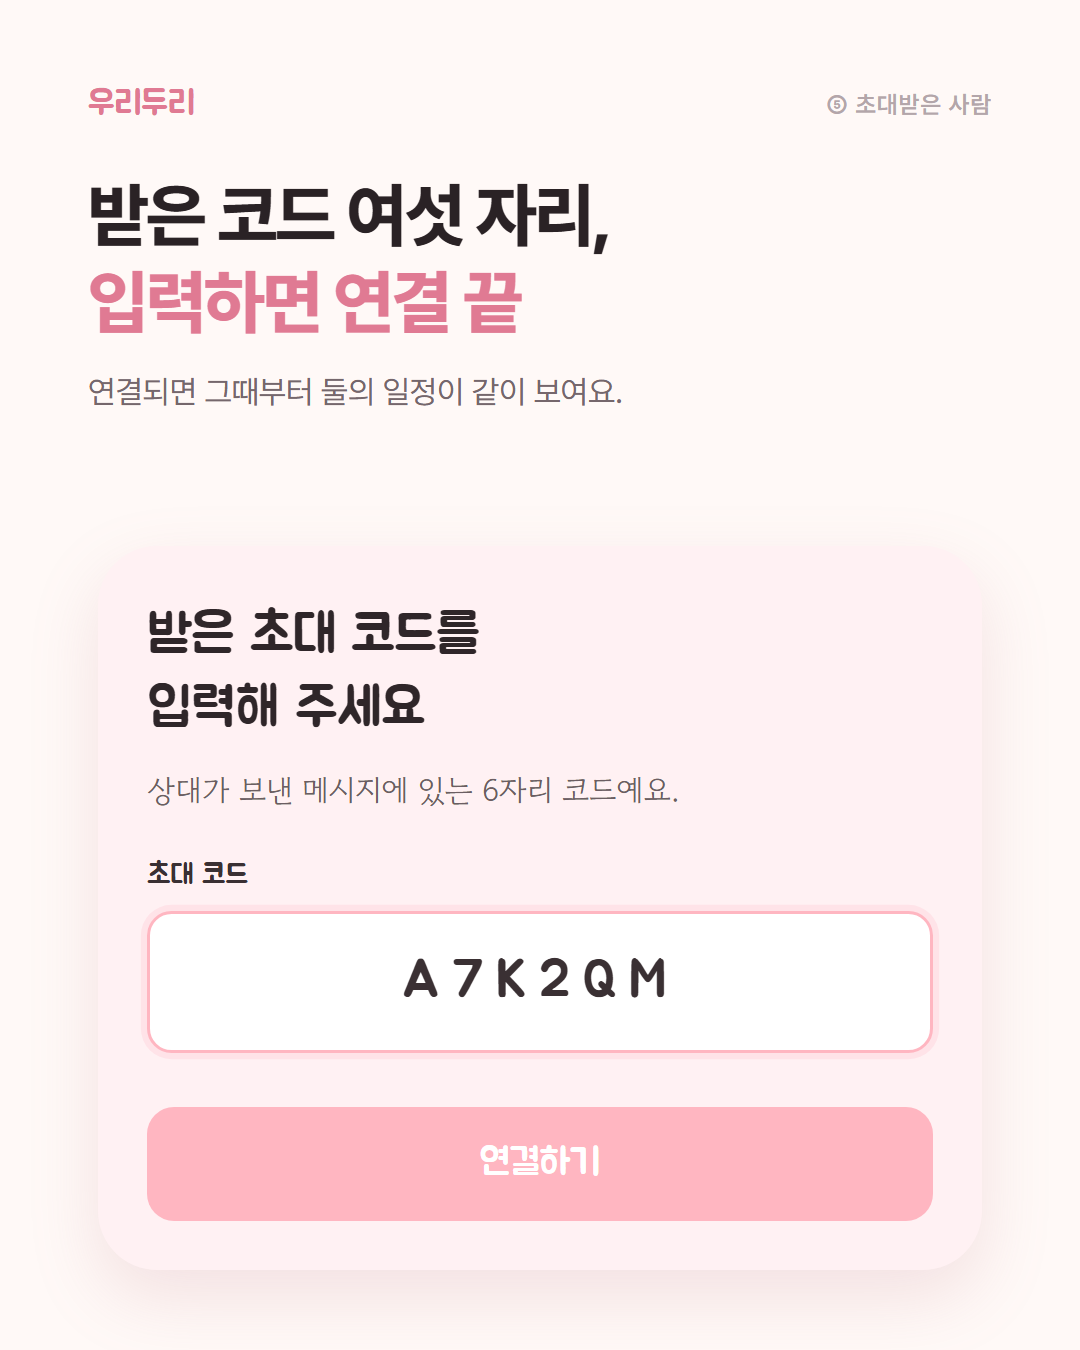 우리두리
⑤ 초대받은 사람
받은 코드 여섯 자리,
입력하면 연결 끝
연결되면 그때부터 둘의 일정이 같이 보여요.
받은 초대 코드를
입력해 주세요
상대가 보낸 메시지에 있는 6자리 코드예요.
초대 코드
A7K2QM
연결하기